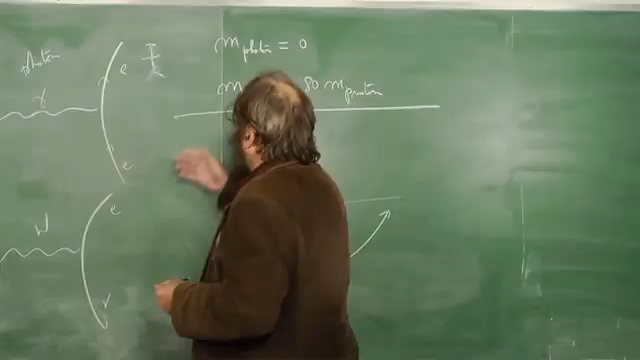 photon
γ
e
e
m photon = 0
m 80 m proton
W
e
ν